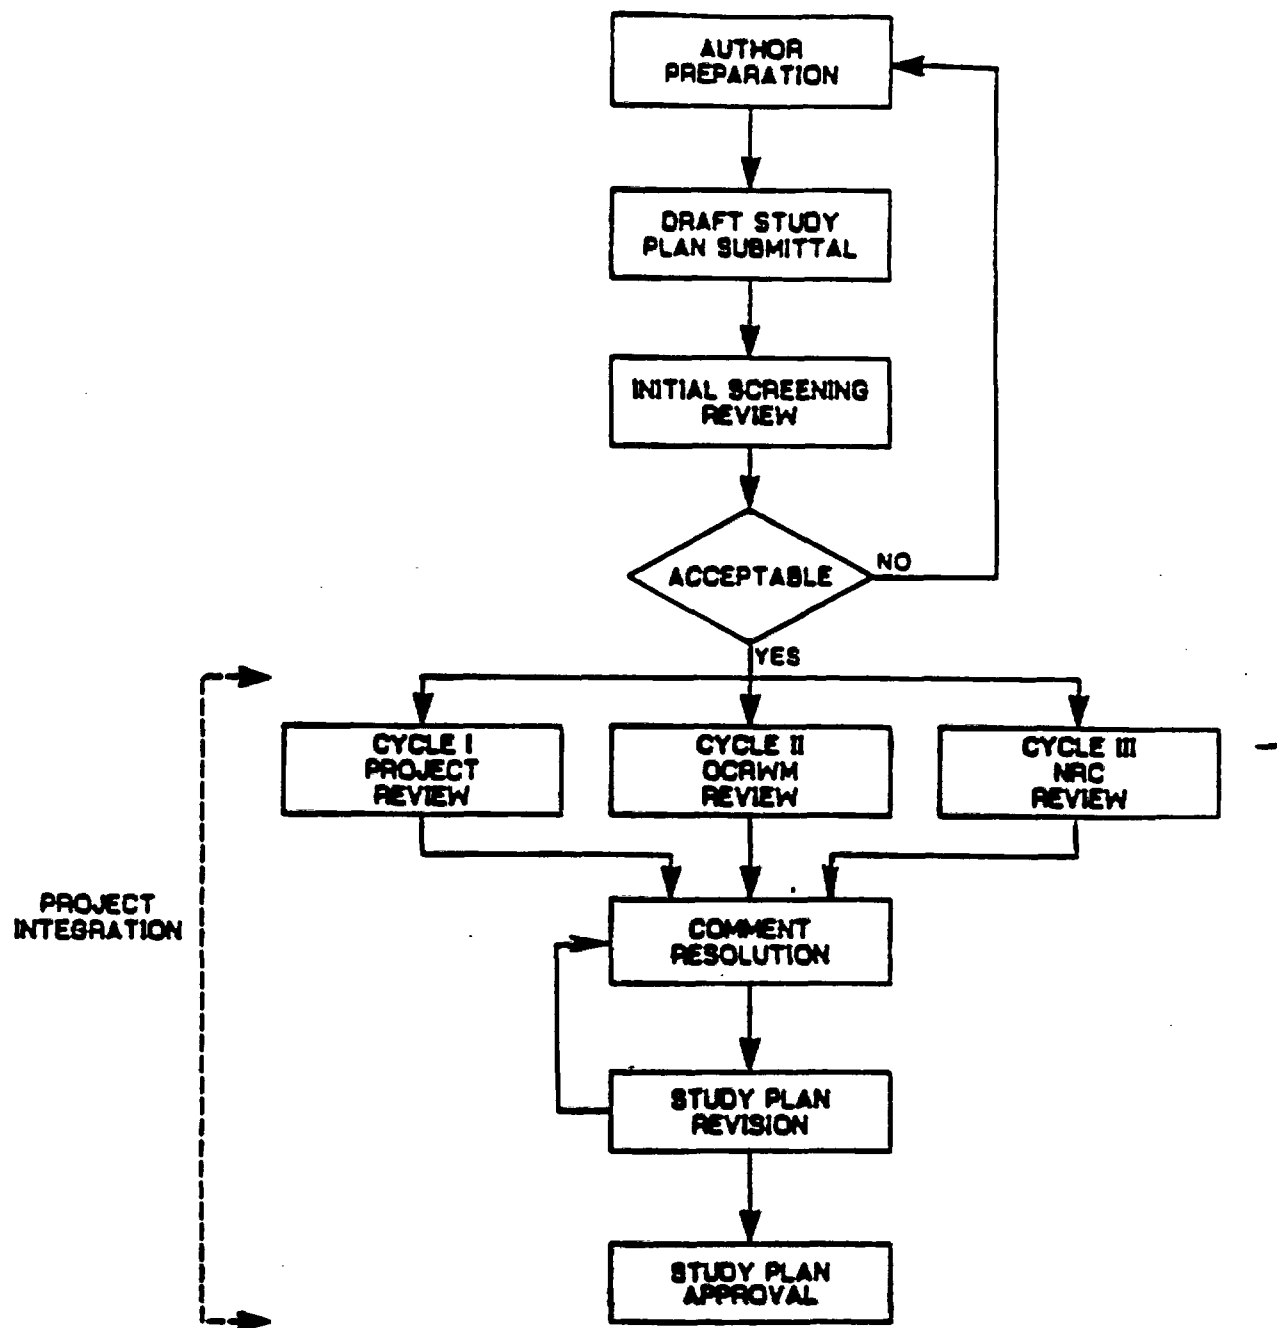 AUTHOR
PREPARATION
DRAFT STUDY
PLAN SUBMITTAL
INITIAL SCREENING
REVIEW
ACCEPTABLE
NO
YES
CYCLE I
PROJECT
REVIEW
CYCLE II
OCRWM
REVIEW
CYCLE III
NRC
REVIEW
PROJECT
INTEGRATION
COMMENT
RESOLUTION
STUDY PLAN
REVISION
STUDY PLAN
APPROVAL